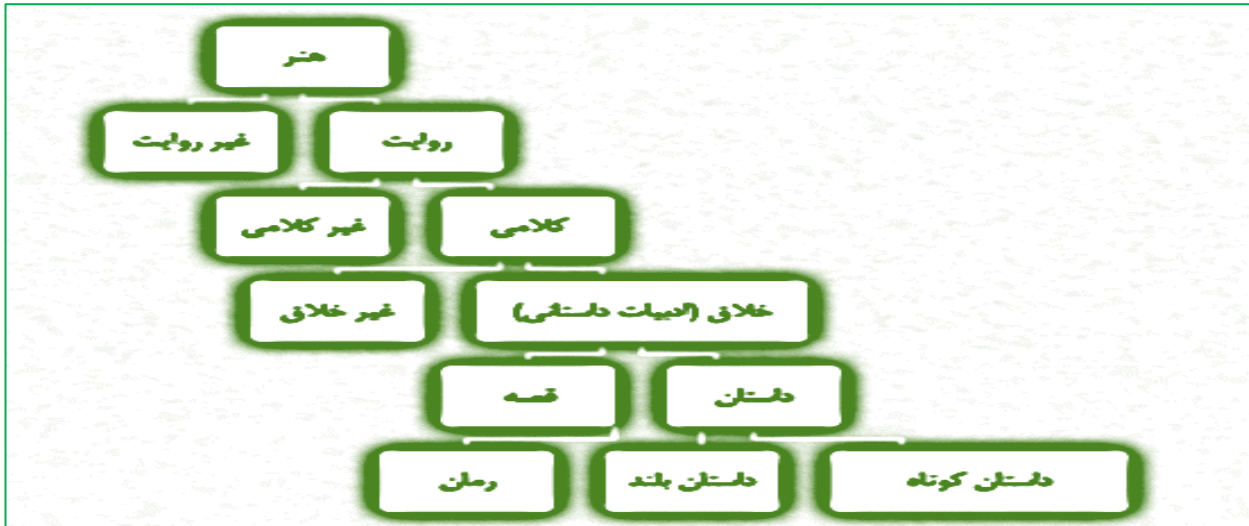 هنر
روایت
غیر روایت
کلامی
غیر کلامی
خلاق (ادبیات داستانی)
غیر خلاق
داستان
قصه
داستان کوتاه
داستان بلند
رمان